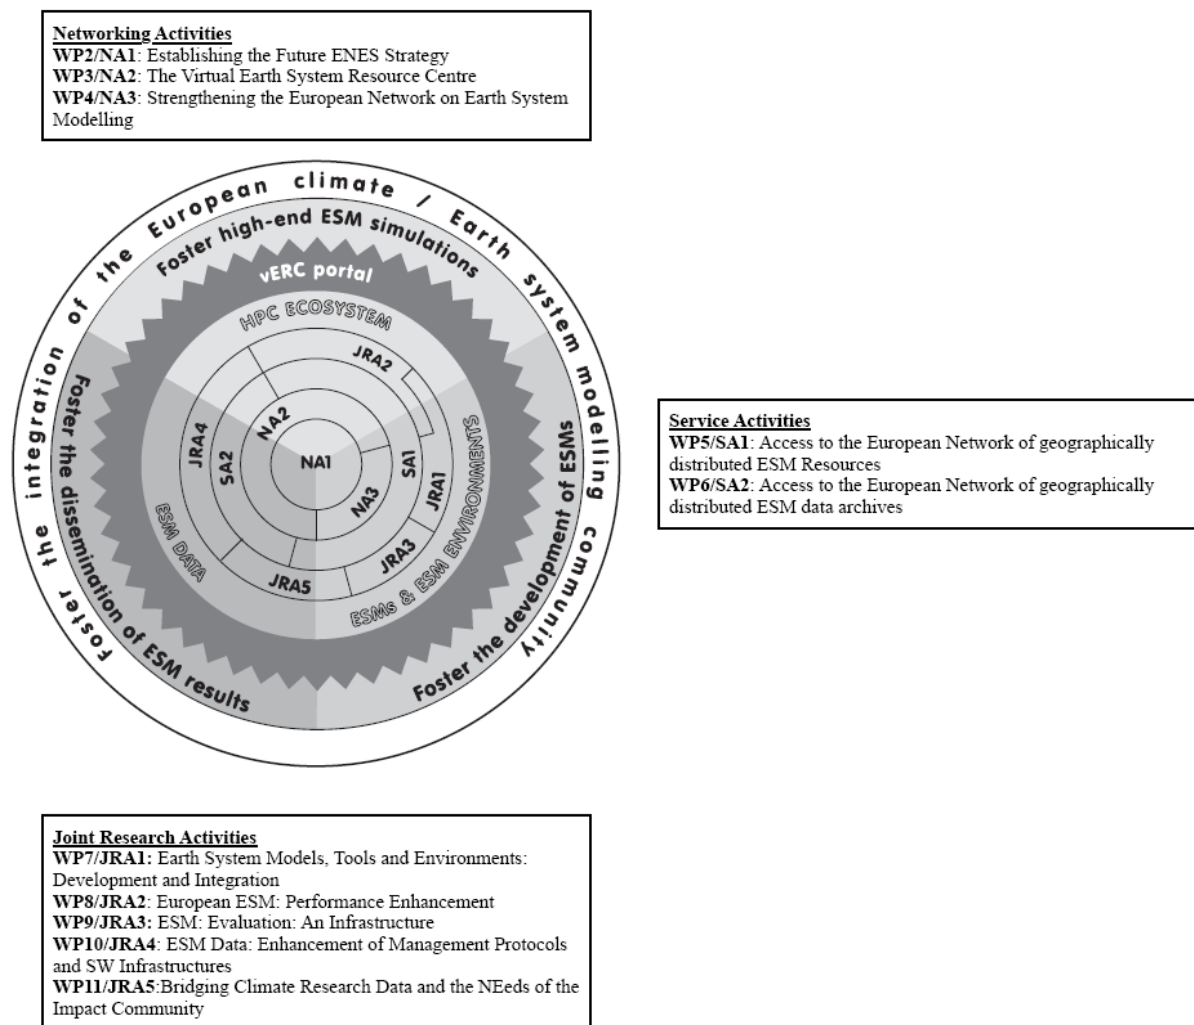 Networking Activities
WP2/NA1: Establishing the Future ENES Strategy
WP3/NA2: The Virtual Earth System Resource Centre
WP4/NA3: Strengthening the European Network on Earth System
Modelling
Foster the integration of the European climate / Earth system modelling community
Foster high-end ESM simulations
vERC portal
HPC ECOSYSTEM
JRA2
NA2
JRA4
SA2
NA1
SA1
JRA1
NA3
JRA3
JRA5
ESM DATA
ESMs & ESM ENVIRONMENTS
Foster the dissemination of ESM results
Foster the development of ESMs
Service Activities
WP5/SA1: Access to the European Network of geographically
distributed ESM Resources
WP6/SA2: Access to the European Network of geographically
distributed ESM data archives
Joint Research Activities
WP7/JRA1: Earth System Models, Tools and Environments:
Development and Integration
WP8/JRA2: European ESM: Performance Enhancement
WP9/JRA3: ESM: Evaluation: An Infrastructure
WP10/JRA4: ESM Data: Enhancement of Management Protocols
and SW Infrastructures
WP11/JRA5:Bridging Climate Research Data and the NEeds of the
Impact Community